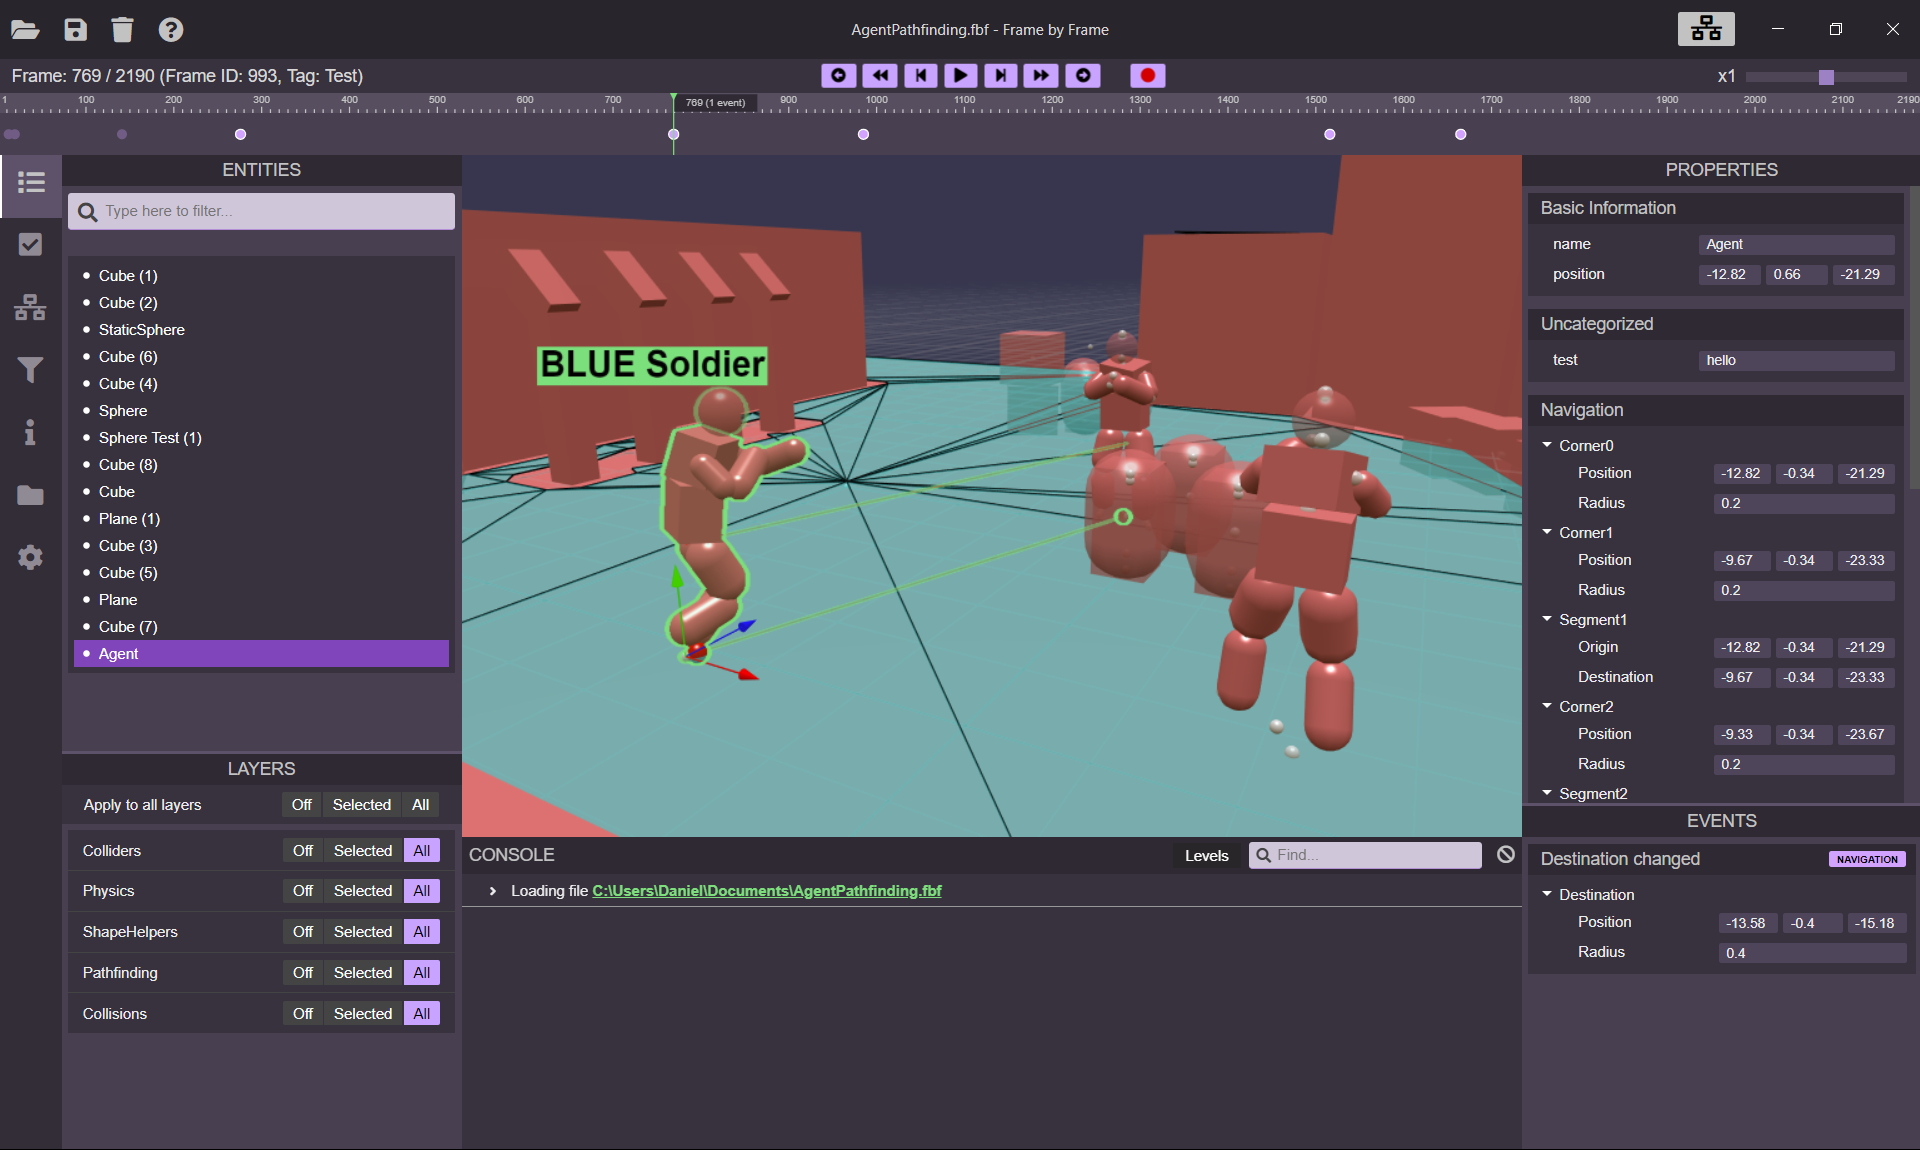 AgentPathfinding.fbf - Frame by Frame
Frame: 769 / 2190 (Frame ID: 993, Tag: Test)
x1
1 100 200 300 400 500 600 700 769 (1 event) 900 1000 1100 1200 1300 1400 1500 1600 1700 1800 1900 2000 2100 2190
ENTITIES
Type here to filter...
Cube (1)
Cube (2)
StaticSphere
Cube (6)
Cube (4)
Sphere
Sphere Test (1)
Cube (8)
Cube
Plane (1)
Cube (3)
Cube (5)
Plane
Cube (7)
Agent
LAYERS
Apply to all layers Off Selected All
Colliders Off Selected All
Physics Off Selected All
ShapeHelpers Off Selected All
Pathfinding Off Selected All
Collisions Off Selected All
BLUE Soldier
CONSOLE Levels Find...
Loading file C:\Users\Daniel\Documents\AgentPathfinding.fbf
PROPERTIES
Basic Information
name Agent
position -12.82 0.66 -21.29
Uncategorized
test hello
Navigation
Corner0
Position -12.82 -0.34 -21.29
Radius 0.2
Corner1
Position -9.67 -0.34 -23.33
Radius 0.2
Segment1
Origin -12.82 -0.34 -21.29
Destination -9.67 -0.34 -23.33
Corner2
Position -9.33 -0.34 -23.67
Radius 0.2
Segment2
EVENTS
Destination changed NAVIGATION
Destination
Position -13.58 -0.4 -15.18
Radius 0.4